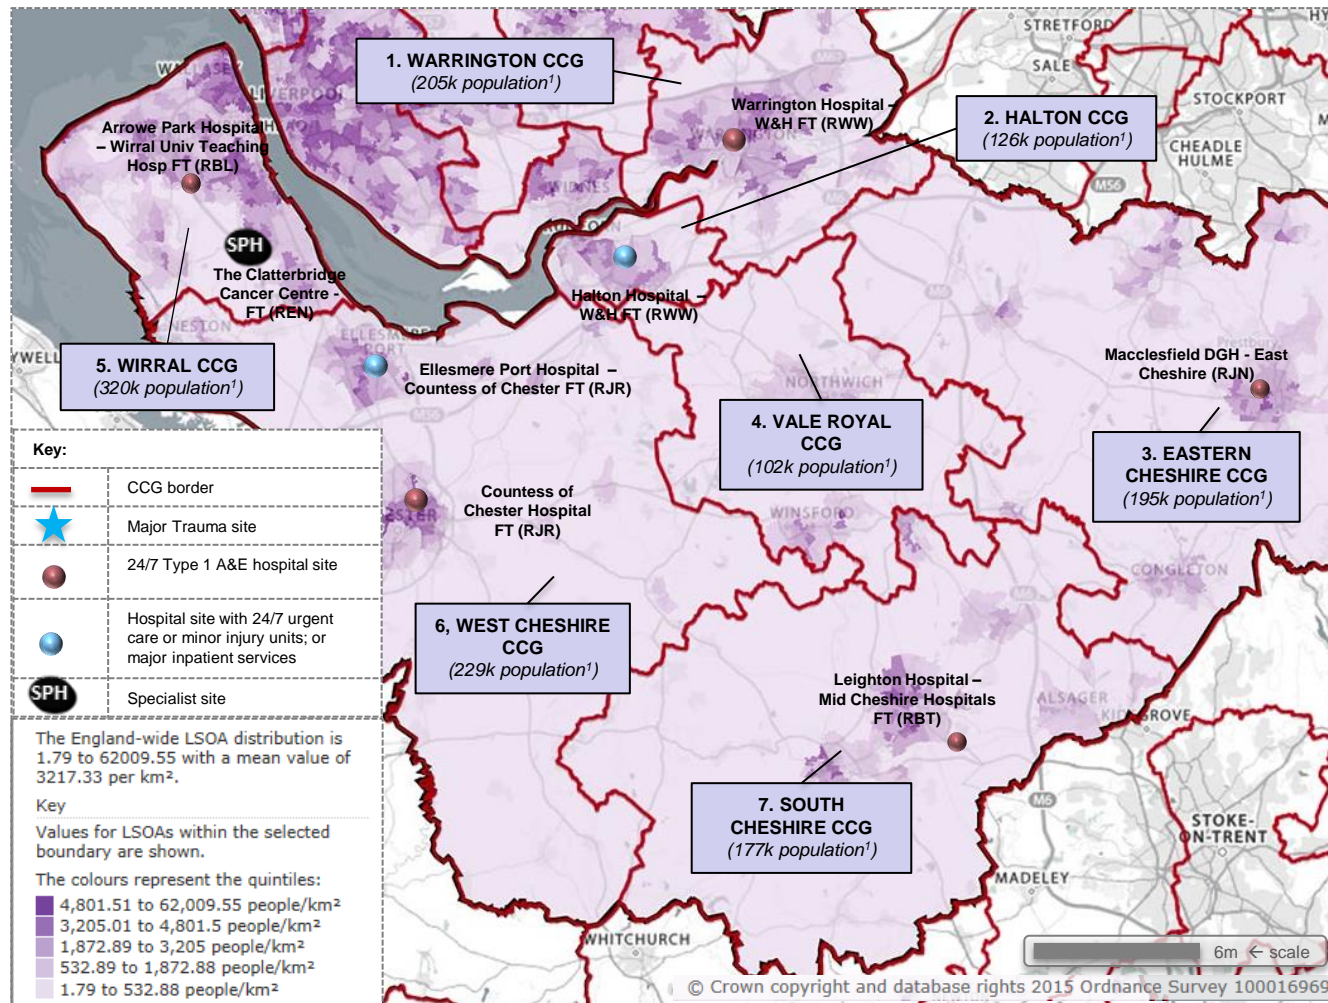 1. WARRINGTON CCG
(205k population¹)
2. HALTON CCG
(126k population¹)
Warrington Hospital –
W&H FT (RWW)
Arrowe Park Hospital
– Wirral Univ Teaching
Hosp FT (RBL)
SPH
The Clatterbridge
Cancer Centre -
FT (REN)
Halton Hospital –
W&H FT (RWW)
5. WIRRAL CCG
(320k population¹)
Ellesmere Port Hospital –
Countess of Chester FT (RJR)
Macclesfield DGH - East
Cheshire (RJN)
4. VALE ROYAL
CCG
(102k population¹)
3. EASTERN
CHESHIRE CCG
(195k population¹)
Countess of
Chester Hospital
FT (RJR)
6, WEST CHESHIRE
CCG
(229k population¹)
Leighton Hospital –
Mid Cheshire Hospitals
FT (RBT)
7. SOUTH
CHESHIRE CCG
(177k population¹)
STRETFORD
SALE
STOCKPORT
CHEADLE
HULME
M56
WALLASEY
LIVERPOOL
WARRINGTON
WIDNES
NESTON
ELLESMERE
PORT
M56
NORTHWICH
Prestbury
WINSFORD
CONGLETON
ALSAGER
M6
STOKE-
ON-TRENT
MADELEY
WHITCHURCH
Key:
CCG border
Major Trauma site
24/7 Type 1 A&E hospital site
Hospital site with 24/7 urgent
care or minor injury units; or
major inpatient services
SPH
Specialist site
The England-wide LSOA distribution is
1.79 to 62009.55 with a mean value of
3217.33 per km².
Key
Values for LSOAs within the selected
boundary are shown.
The colours represent the quintiles:
4,801.51 to 62,009.55 people/km²
3,205.01 to 4,801.5 people/km²
1,872.89 to 3,205 people/km²
532.89 to 1,872.88 people/km²
1.79 to 532.88 people/km²
6m ← scale
© Crown copyright and database rights 2015 Ordnance Survey 100016969